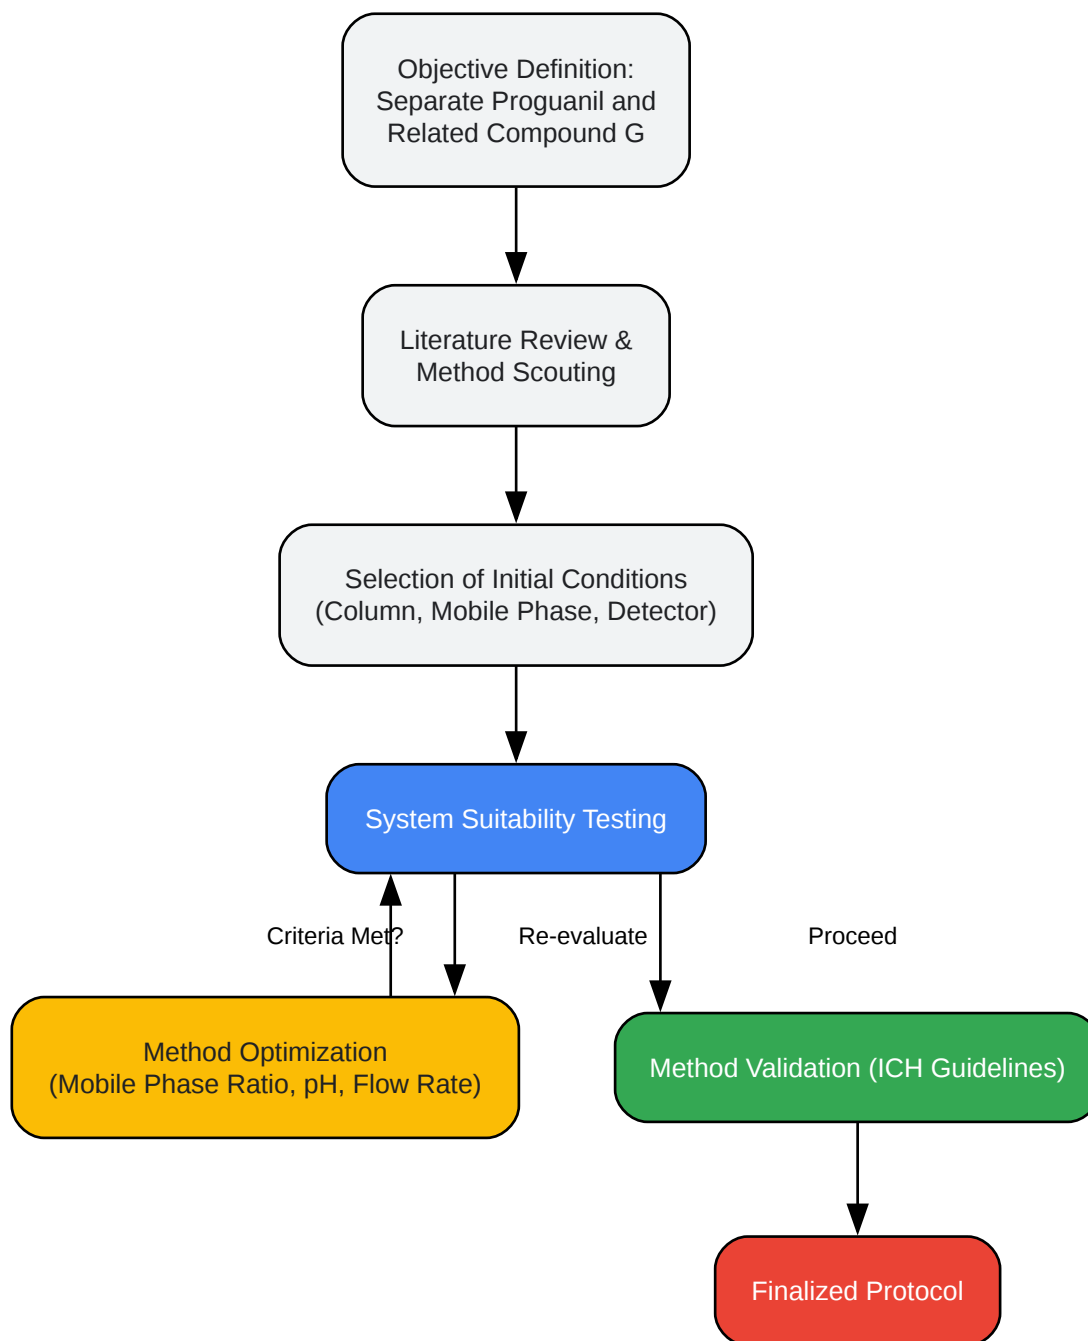 Objective Definition:
Separate Proguanil and
Related Compound G
Literature Review &
Method Scouting
Selection of Initial Conditions
(Column, Mobile Phase, Detector)
System Suitability Testing
Criteria Met?
Re-evaluate
Proceed
Method Optimization
(Mobile Phase Ratio, pH, Flow Rate)
Method Validation (ICH Guidelines)
Finalized Protocol